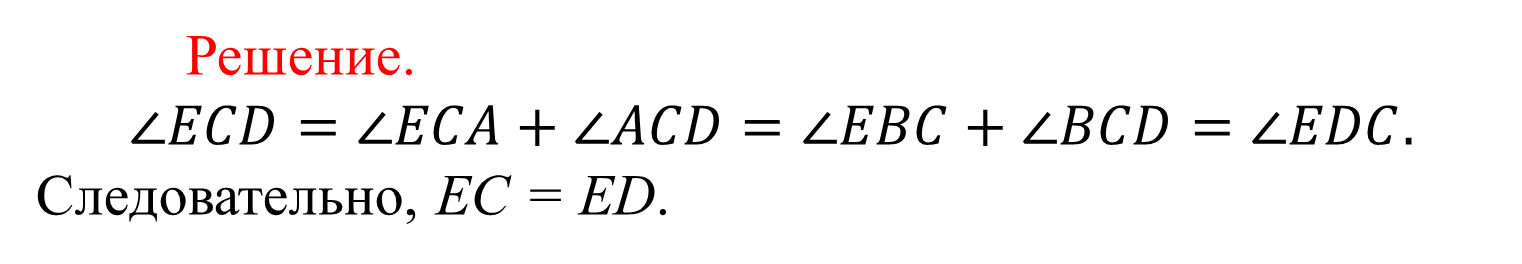 Решение.
∠ECD = ∠ECA + ∠ACD = ∠EBC + ∠BCD = ∠EDC.
Следовательно, EC = ED.